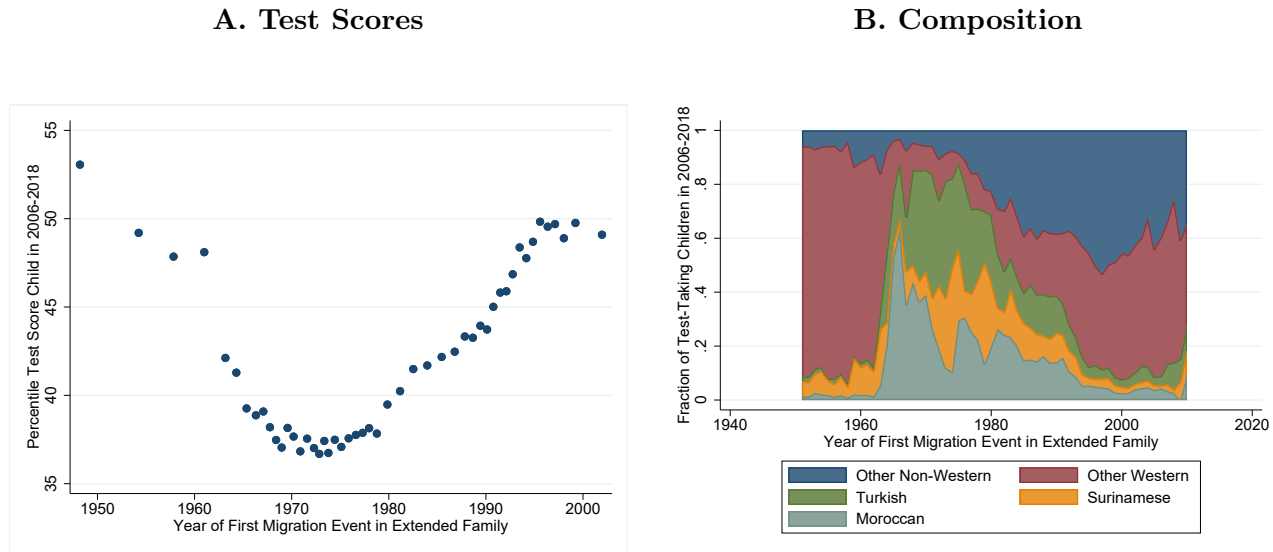 A. Test Scores
Percentile Test Score Child in 2006-2018
55
50
45
40
35
1950
1960
1970
1980
1990
2000
Year of First Migration Event in Extended Family
B. Composition
Fraction of Test-Taking Children in 2006-2018
1
.8
.6
.4
.2
0
1940
1960
1980
2000
2020
Year of First Migration Event in Extended Family
Other Non-Western
Other Western
Turkish
Surinamese
Moroccan